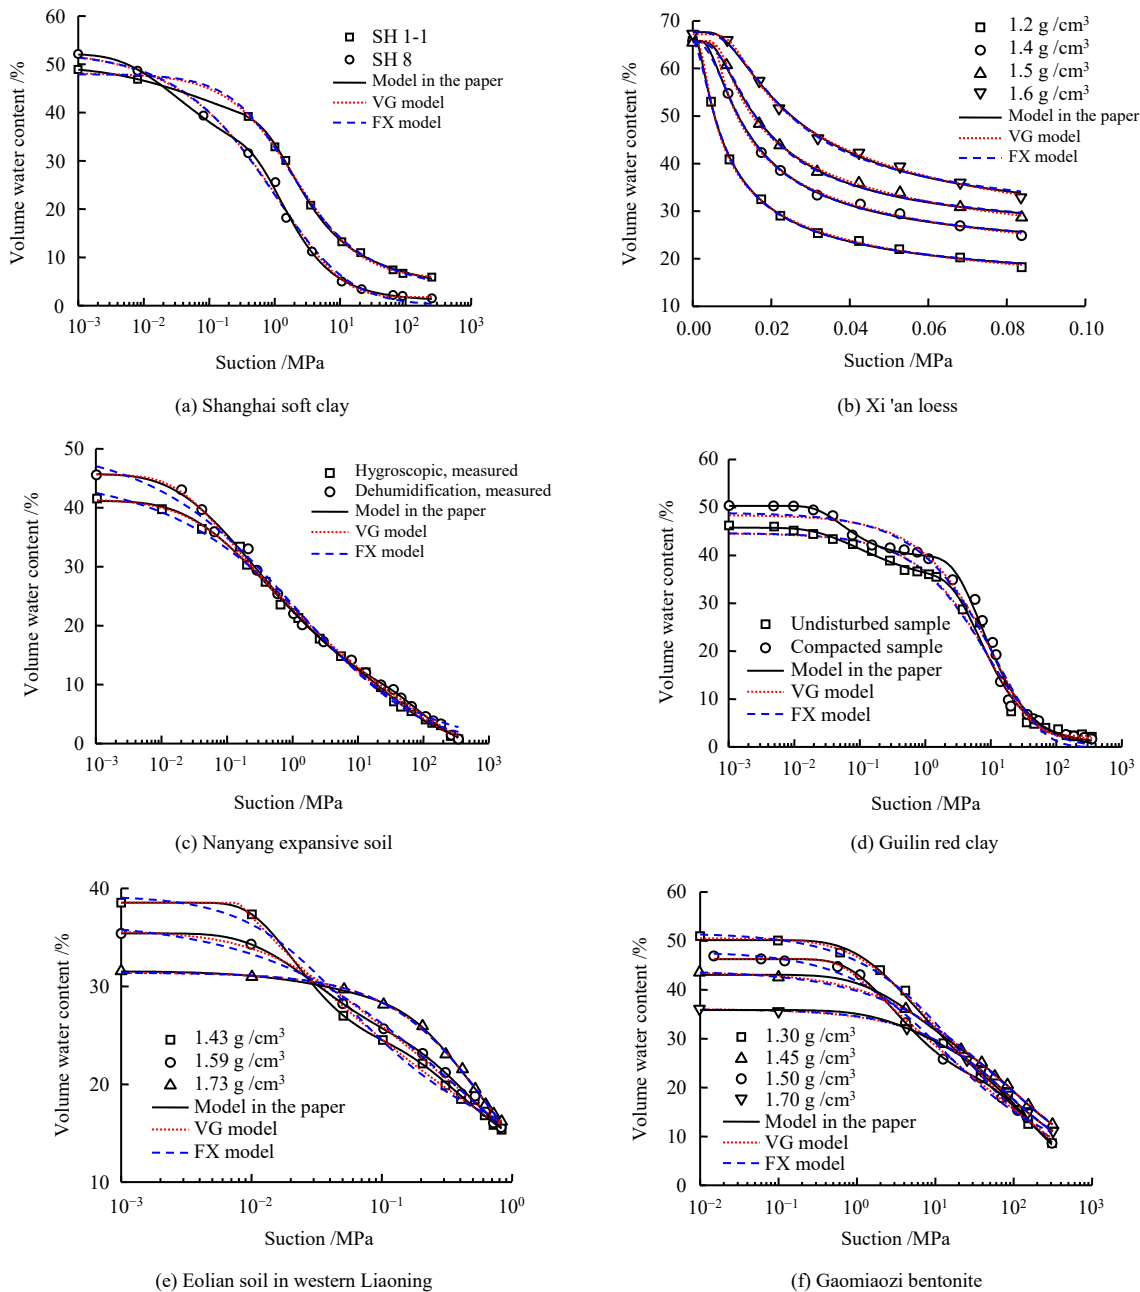 60
50
40
30
20
10
0
Volume water content /%
SH 1-1
SH 8
Model in the paper
VG model
FX model
10⁻³ 10⁻² 10⁻¹ 10⁰ 10¹ 10² 10³
Suction /MPa
(a) Shanghai soft clay
70
60
50
40
30
20
10
Volume water content /%
1.2 g /cm³
1.4 g /cm³
1.5 g /cm³
1.6 g /cm³
Model in the paper
VG model
FX model
0.00 0.02 0.04 0.06 0.08 0.10
Suction /MPa
(b) Xi 'an loess
50
40
30
20
10
0
Volume water content /%
Hygroscopic, measured
Dehumidification, measured
Model in the paper
VG model
FX model
10⁻³ 10⁻² 10⁻¹ 10⁰ 10¹ 10² 10³
Suction /MPa
(c) Nanyang expansive soil
60
50
40
30
20
10
0
Volume water content /%
Undisturbed sample
Compacted sample
Model in the paper
VG model
FX model
10⁻³ 10⁻² 10⁻¹ 10⁰ 10¹ 10² 10³
Suction /MPa
(d) Guilin red clay
40
30
20
10
Volume water content /%
1.43 g /cm³
1.59 g /cm³
1.73 g /cm³
Model in the paper
VG model
FX model
10⁻³ 10⁻² 10⁻¹ 10⁰
Suction /MPa
(e) Eolian soil in western Liaoning
60
50
40
30
20
10
0
Volume water content /%
1.30 g /cm³
1.45 g /cm³
1.50 g /cm³
1.70 g /cm³
Model in the paper
VG model
FX model
10⁻² 10⁻¹ 10⁰ 10¹ 10² 10³
Suction /MPa
(f) Gaomiaozi bentonite